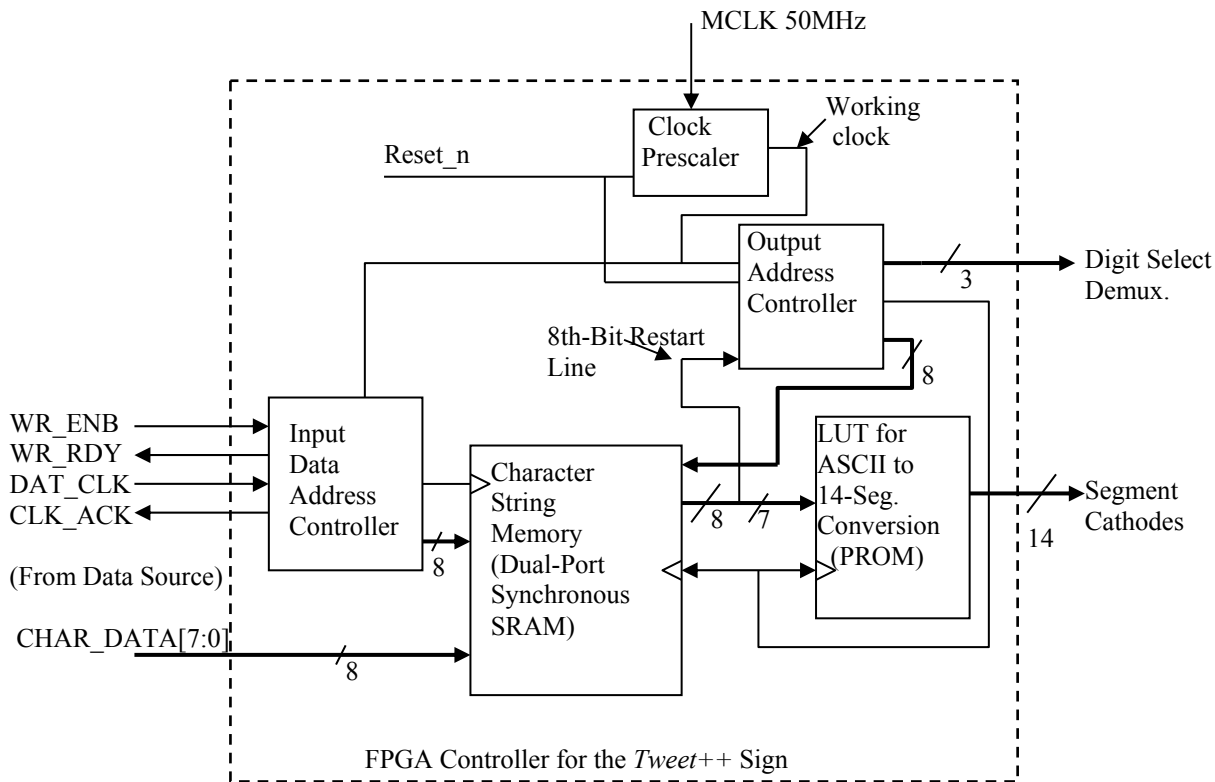 MCLK 50MHz
Clock
Prescaler
Working
clock
Reset_n
Output
Address
Controller
3
Digit Select
Demux.
8th-Bit Restart
Line
8
WR_ENB
WR_RDY
DAT_CLK
CLK_ACK
(From Data Source)
Input
Data
Address
Controller
8
Character
String
Memory
(Dual-Port
Synchronous
SRAM)
8
7
LUT for
ASCII to
14-Seg.
Conversion
(PROM)
14
Segment
Cathodes
CHAR_DATA[7:0]
8
FPGA Controller for the Tweet++ Sign